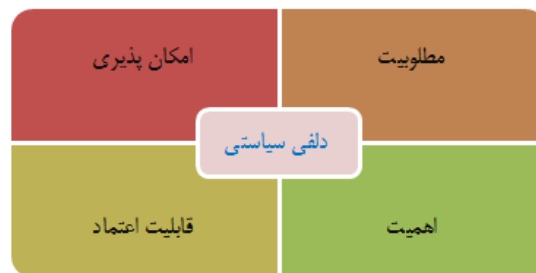 مطلوبیت
امکان پذیری
دلفی سیاستی
اهمیت
قابلیت اعتماد